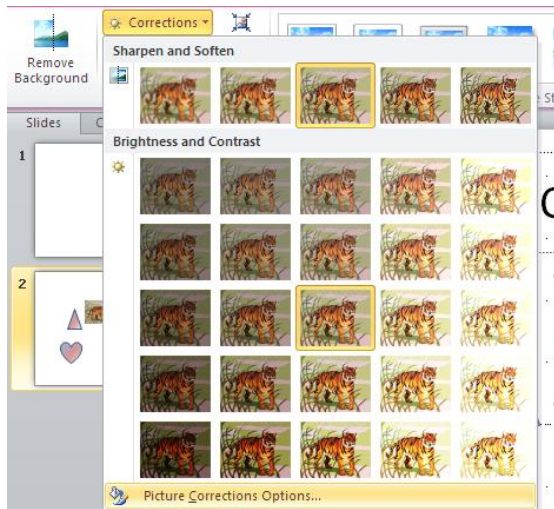 Corrections
Remove
Background
Sharpen and Soften
Slides
Brightness and Contrast
1
2
Picture Corrections Options...